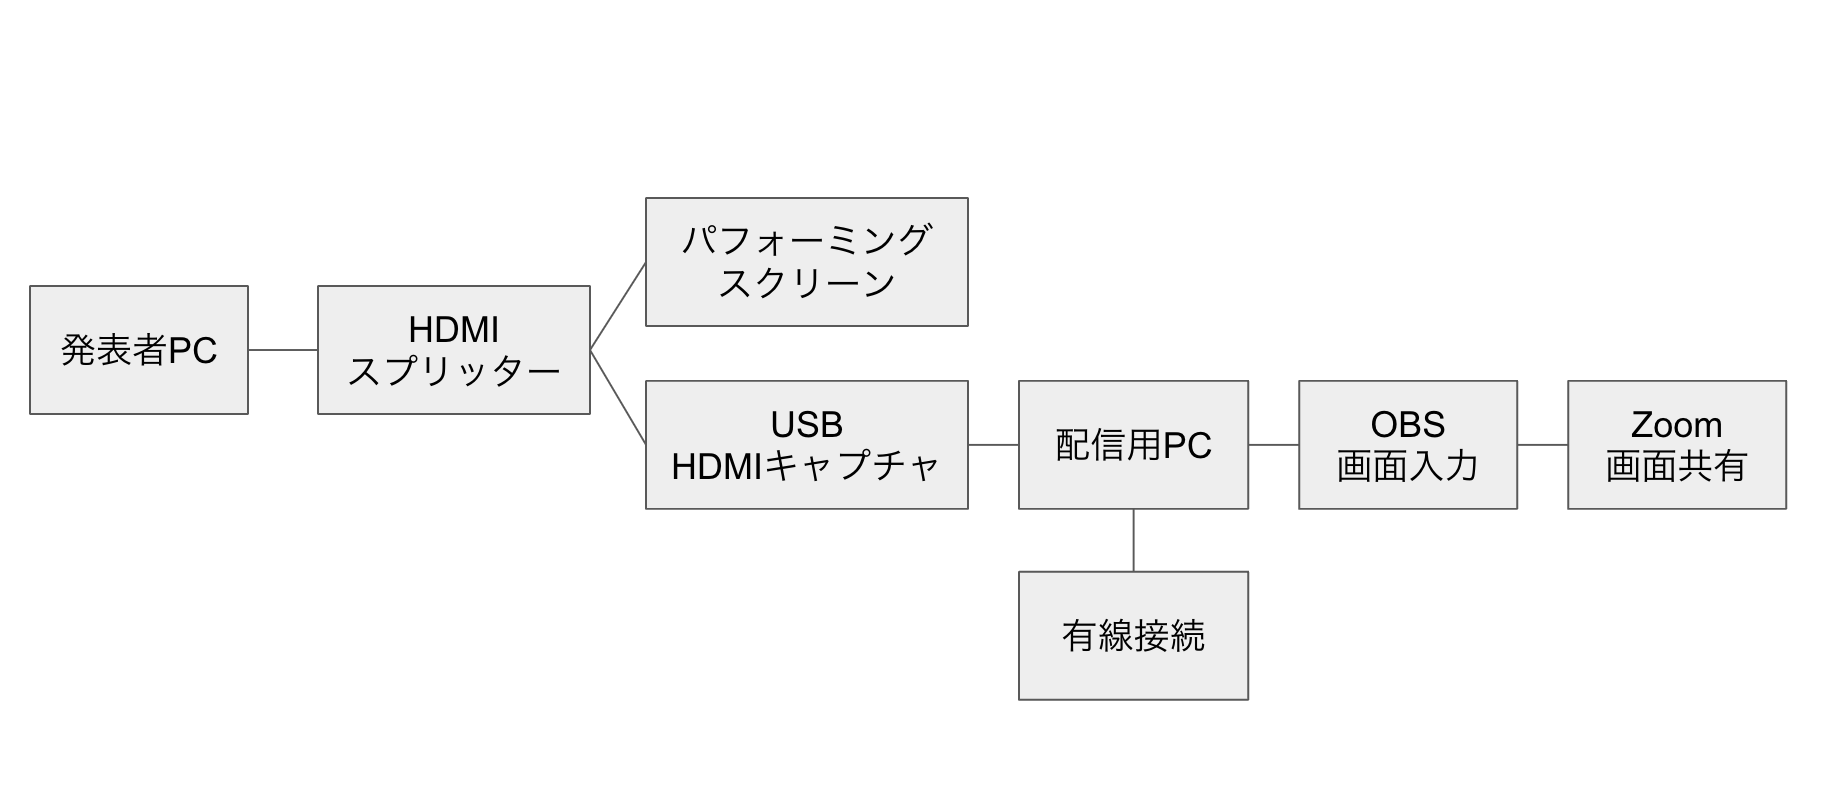 発表者PC
HDMI
スプリッター
パフォーミング
スクリーン
USB
HDMIキャプチャ
配信用PC
OBS
画面入力
Zoom
画面共有
有線接続